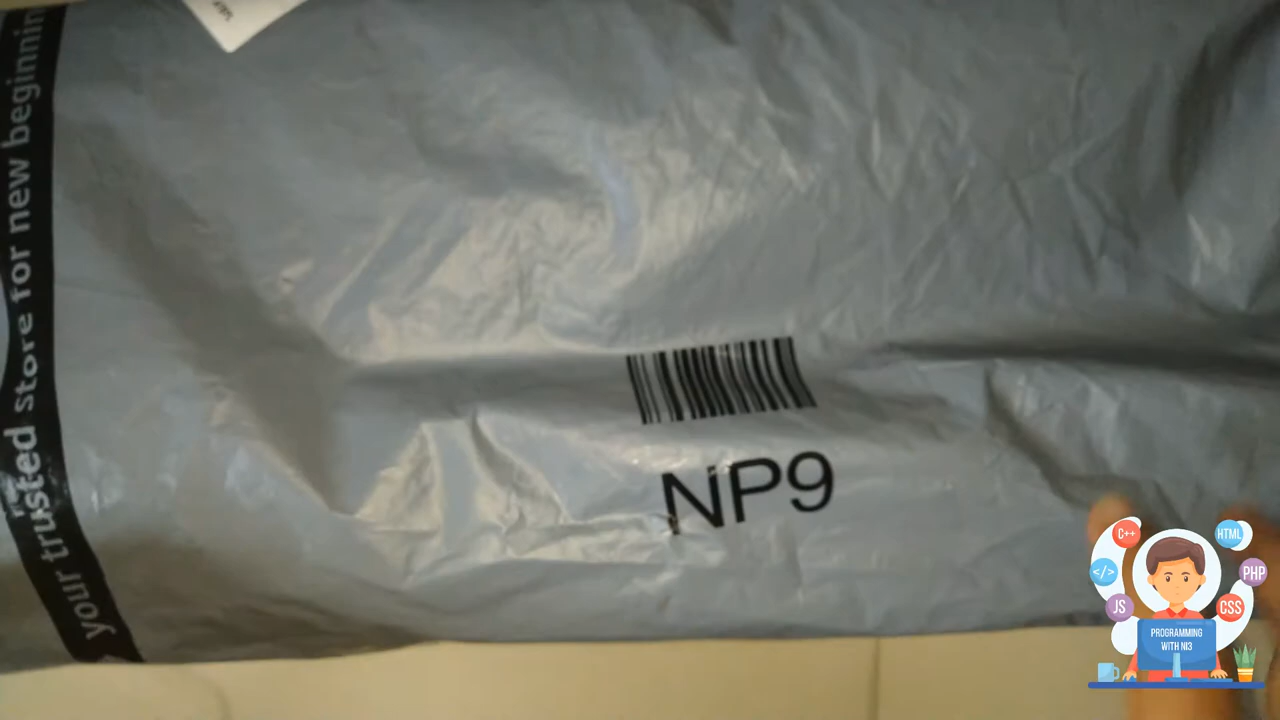 your trusted store for new beginnin
NP9
C++
HTML
</>
PHP
JS
CSS
PROGRAMMING
WITH NI3